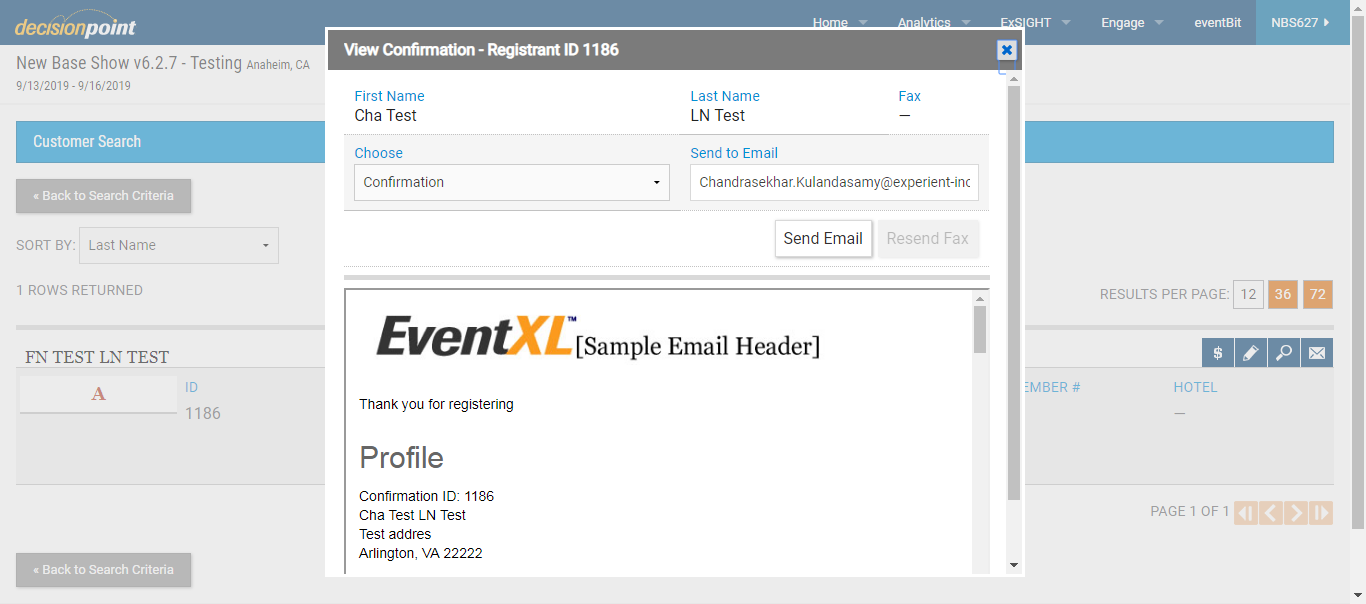 decisionpoint
Home Analytics ExSIGHT Engage eventBit NBS627
New Base Show v6.2.7 - Testing Anaheim, CA
9/13/2019 - 9/16/2019
Customer Search
« Back to Search Criteria
SORT BY: Last Name
1 ROWS RETURNED
RESULTS PER PAGE: 12 36 72
FN TEST LN TEST
$
A
ID
1186
EMBER #
HOTEL
—
PAGE 1 OF 1
« Back to Search Criteria
View Confirmation - Registrant ID 1186
First Name Last Name Fax
Cha Test LN Test —
Choose Send to Email
Confirmation Chandrasekhar.Kulandasamy@experient-inc
Send Email Resend Fax
EventXL™[Sample Email Header]
Thank you for registering
Profile
Confirmation ID: 1186
Cha Test LN Test
Test addres
Arlington, VA 22222